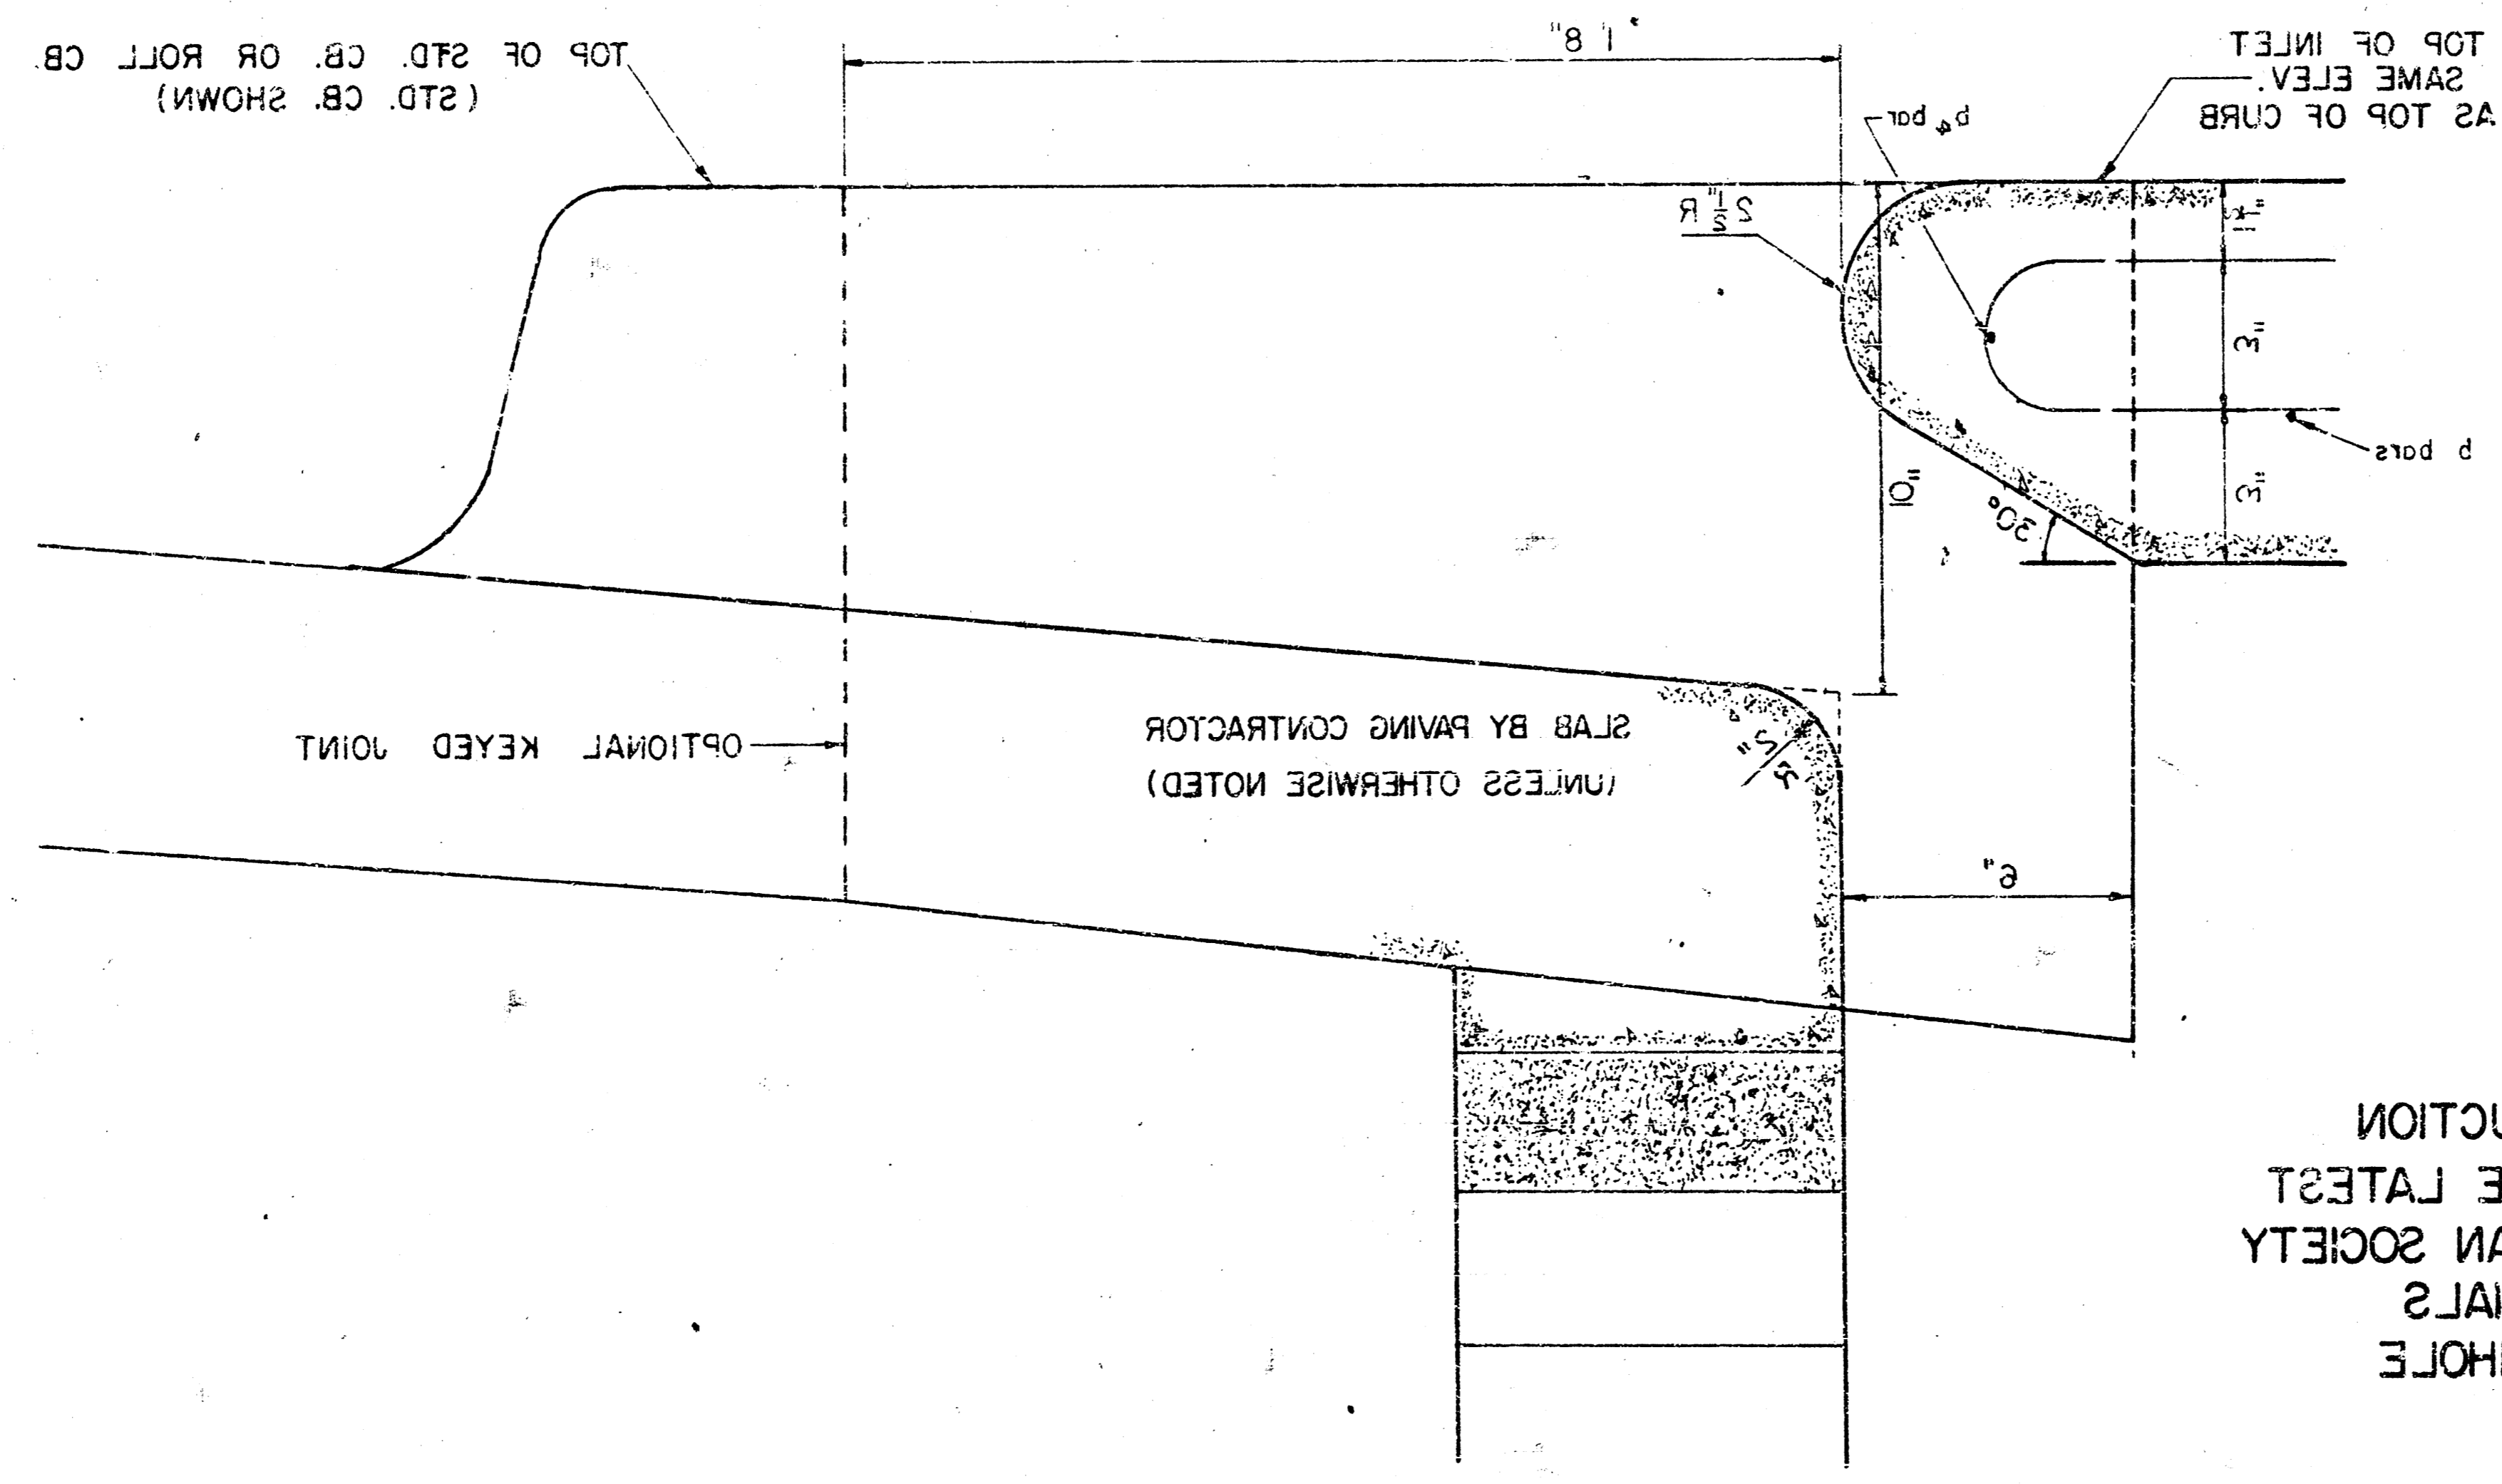 TOP OF INLET
SAME ELEV.
AS TOP OF CURB
1' 8"
TOP OF STD. CB. OR ROLL CB.
(STD. CB. SHOWN)
b4 bar
2½" R
3"
b bars
3"
30°
10"
SLAB BY PAVING CONTRACTOR
(UNLESS OTHERWISE NOTED)
2" R
OPTIONAL KEYED JOINT
6"
UCTION
E LATEST
AN SOCIETY
IALS
HOLE